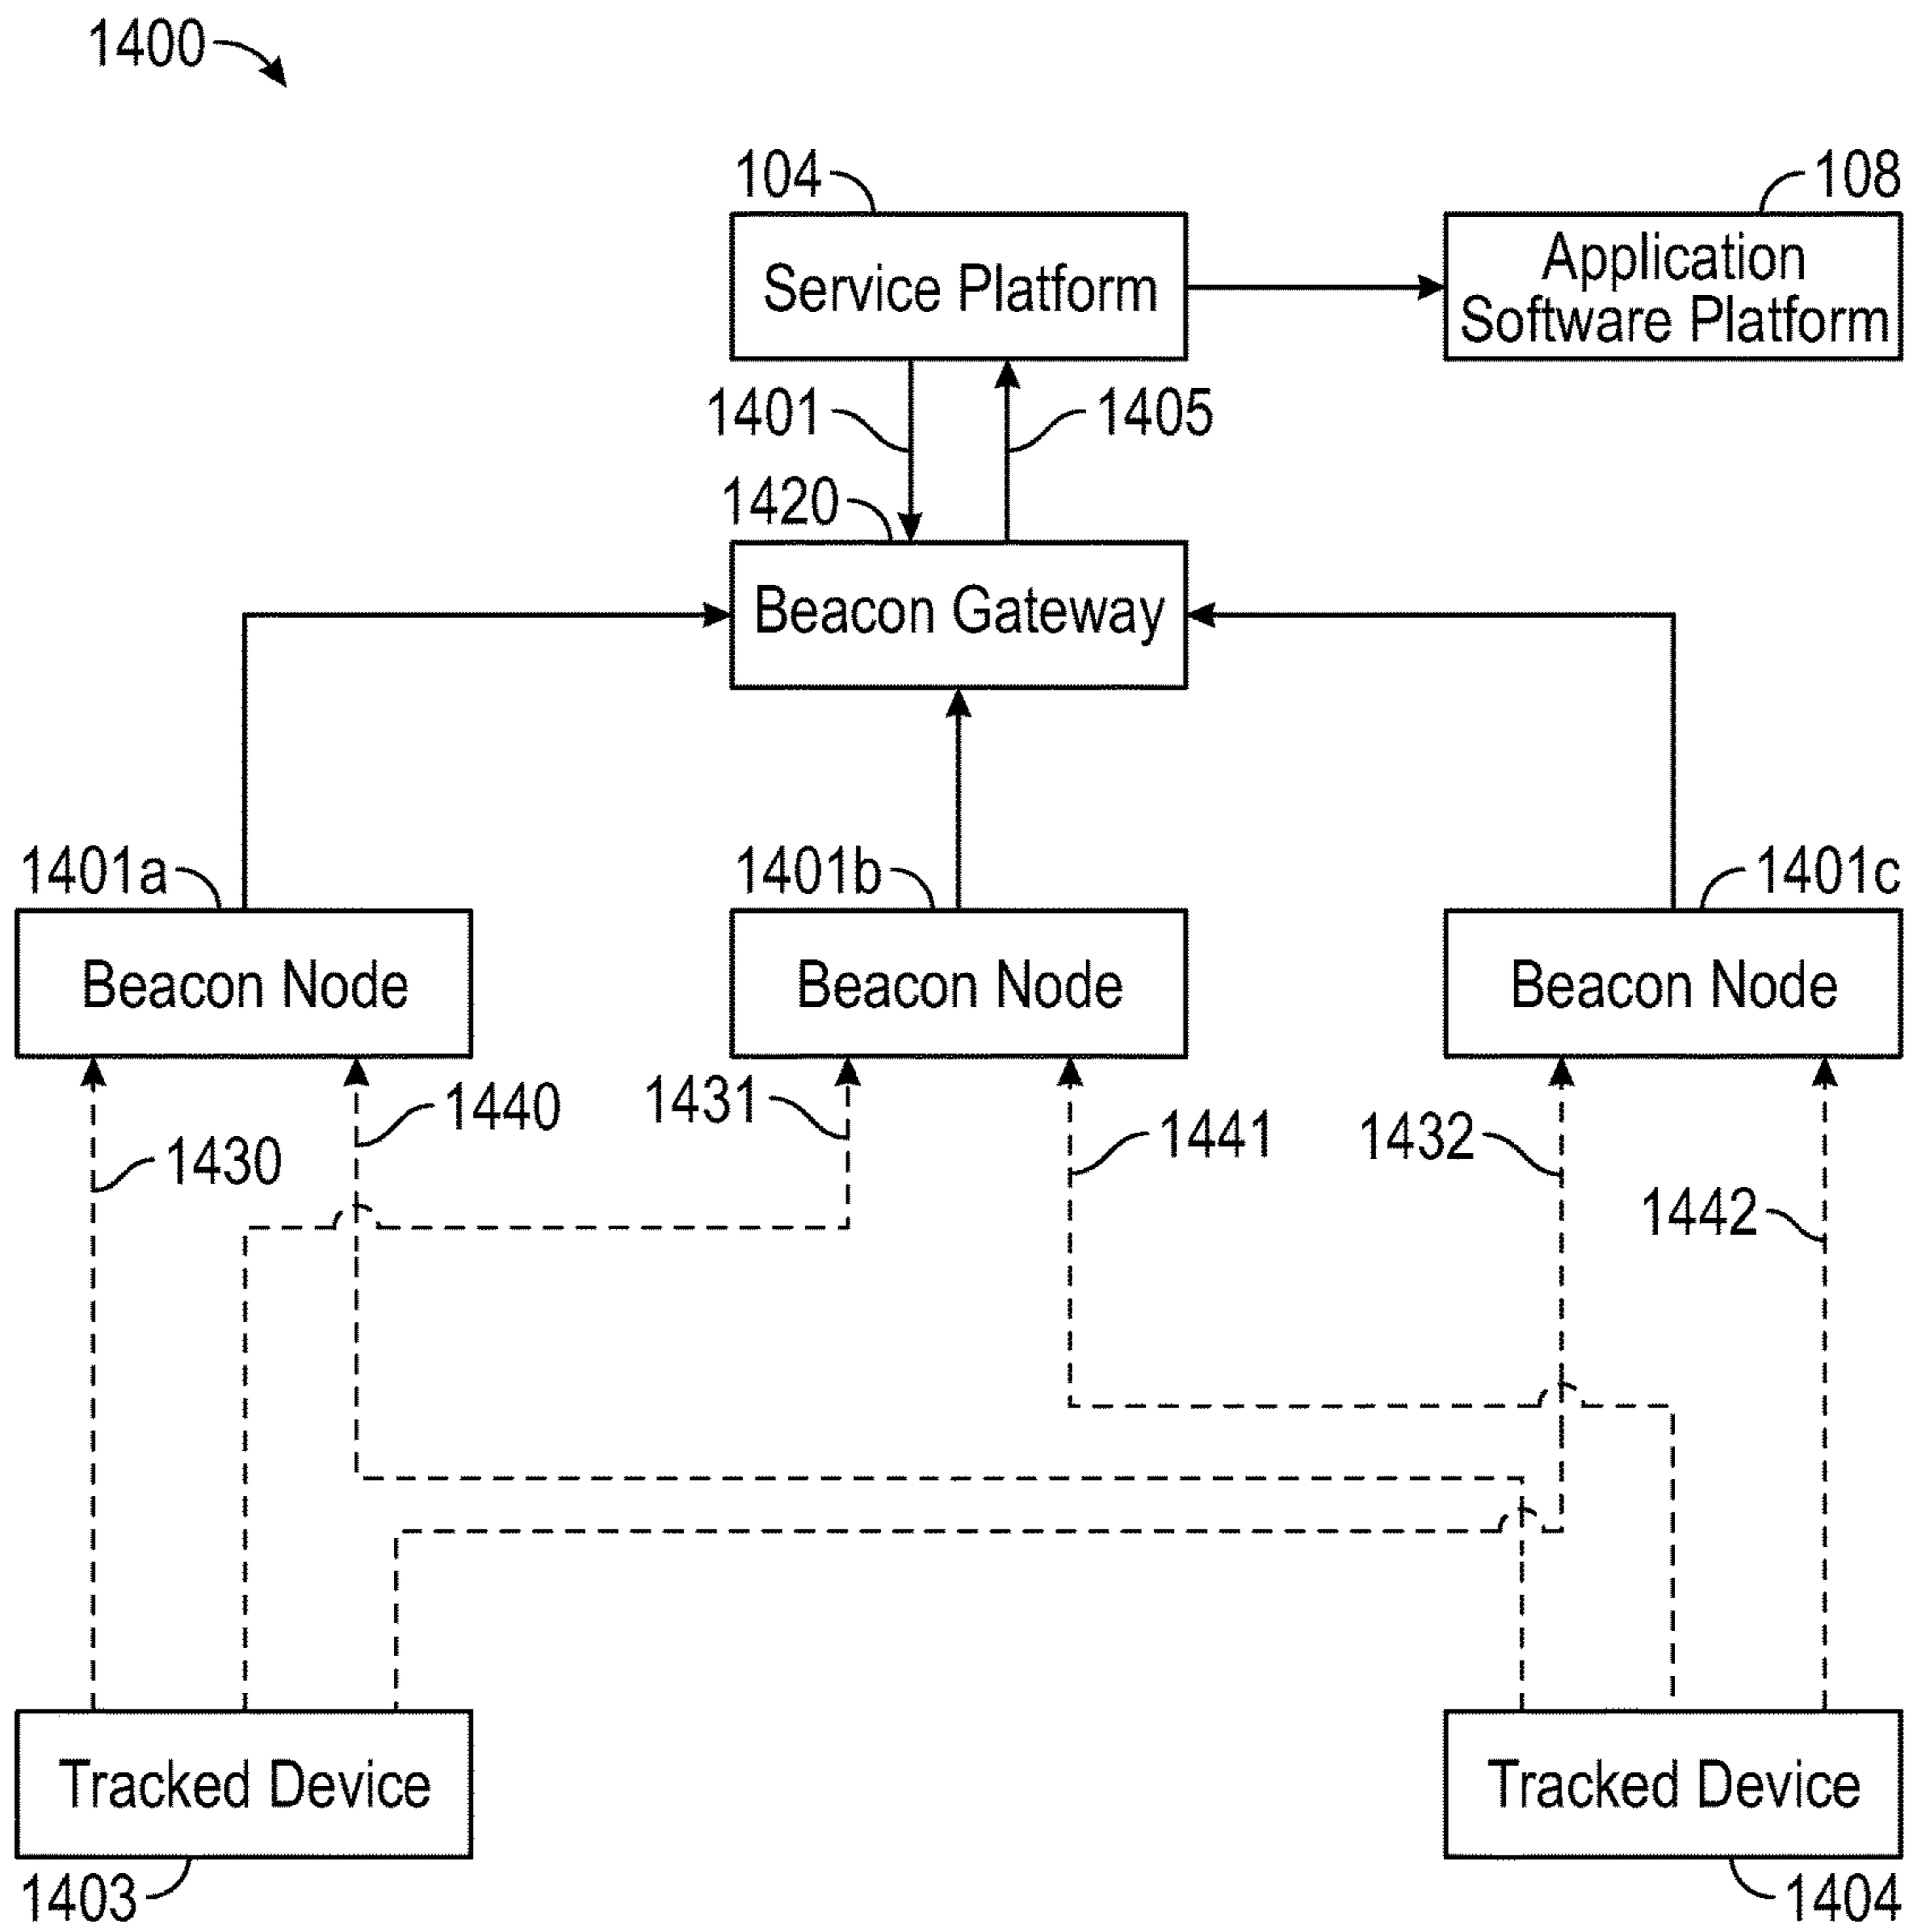 1400
104
108
Service Platform
Application
Software Platform
1401
1405
1420
Beacon Gateway
1401a
1401b
1401c
Beacon Node
Beacon Node
Beacon Node
1440
1431
1430
1441
1432
1442
Tracked Device
Tracked Device
1403
1404